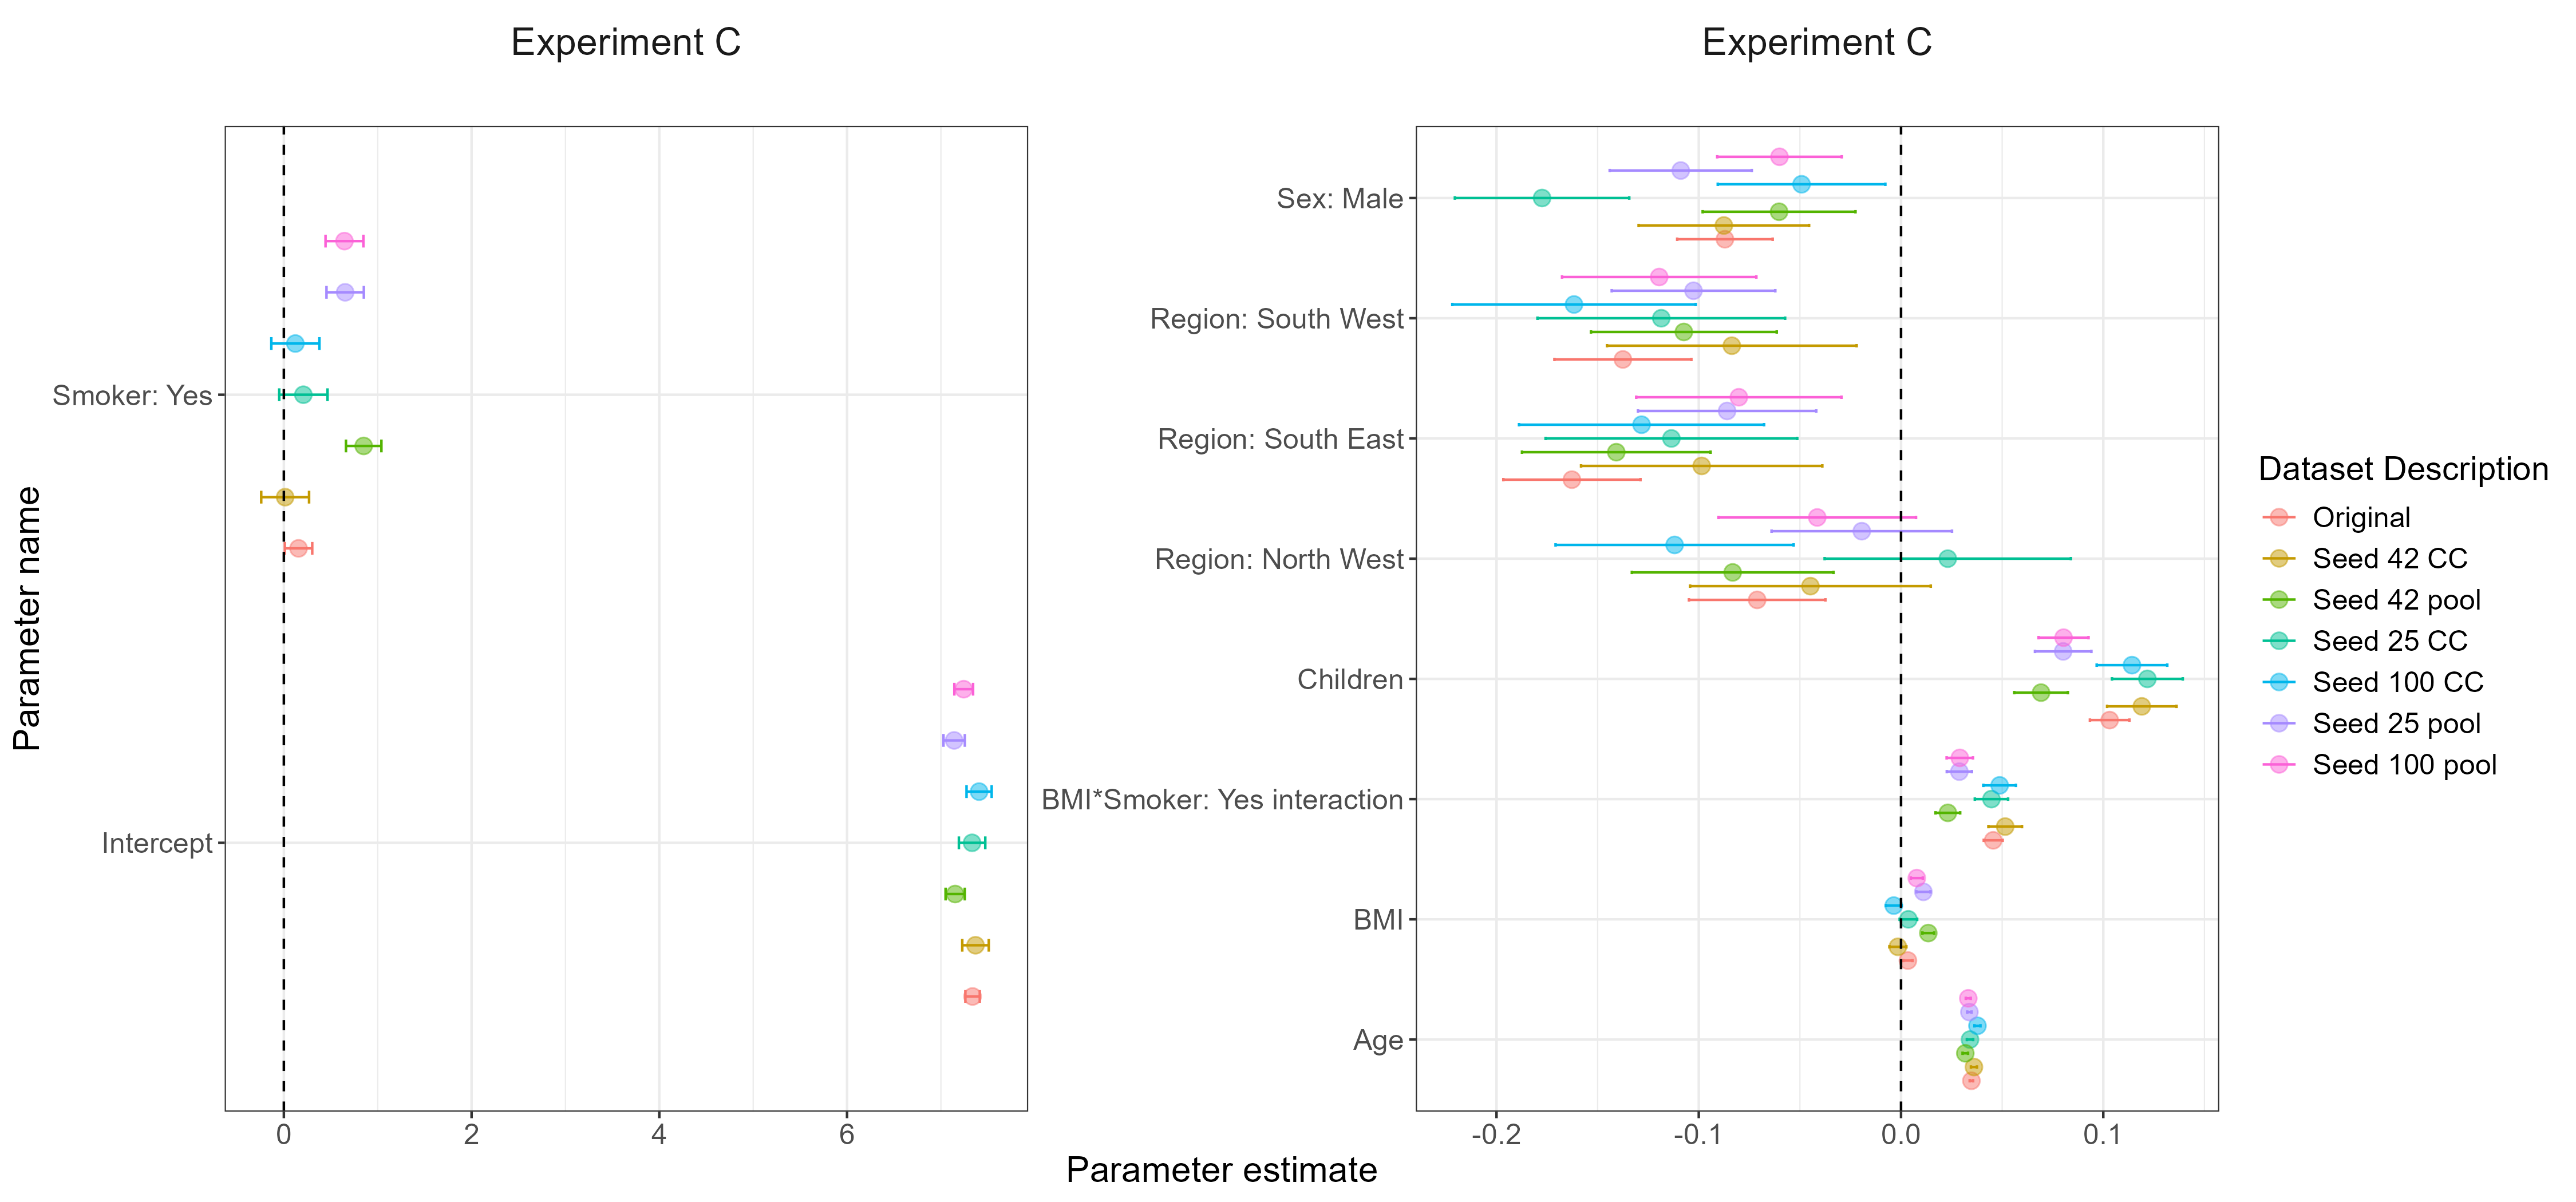 Experiment C
Experiment C
Parameter name
Smoker: Yes
Intercept
0
2
4
6
Sex: Male
Region: South West
Region: South East
Region: North West
Children
BMI*Smoker: Yes interaction
BMI
Age
-0.2
-0.1
0.0
0.1
Parameter estimate
Dataset Description
Original
Seed 42 CC
Seed 42 pool
Seed 25 CC
Seed 100 CC
Seed 25 pool
Seed 100 pool